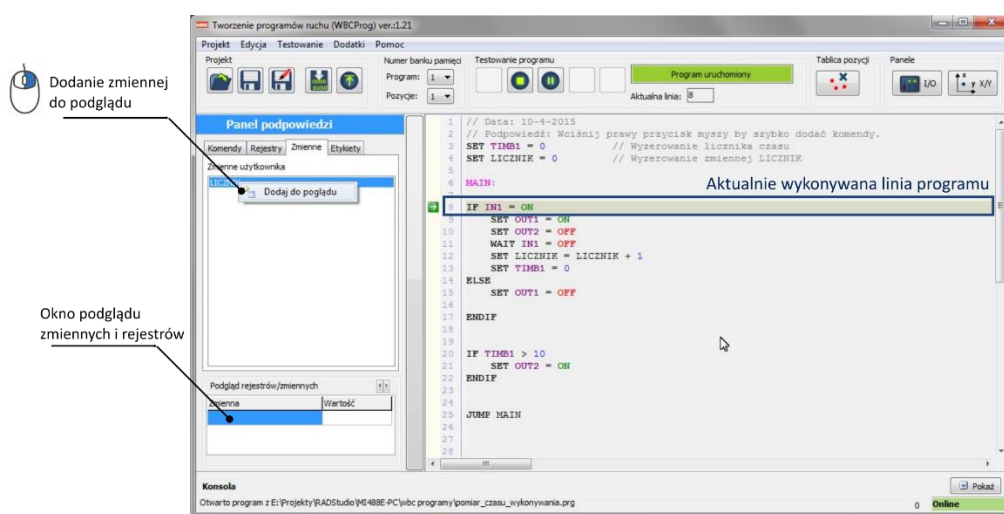 Tworzenie programów ruchu (WBCProg) ver.:1.21
Projekt Edycja Testowanie Dodatki Pomoc
Projekt
Numer banku pamięci
Testowanie programu
Tablica pozycji
Panele
Program: 1
Pozycje: 1
Program uruchomiony
Aktualna linia: 8
I/O
X/Y
Dodanie zmiennej
do podglądu
Panel podpowiedzi
Komendy Rejestry Zmienne Etykiety
Zmienne użytkownika
LICZNIK
Dodaj do poglądu
1 // Data: 10-4-2015
2 // Podpowiedź: Wciśnij prawy przycisk myszy by szybko dodać komendy.
3 SET TIMB1 = 0 // Wyzerowanie licznika czasu
4 SET LICZNIK = 0 // Wyzerowanie zmiennej LICZNIK
5
6 MAIN:
Aktualnie wykonywana linia programu
7
8 IF IN1 = ON
9 SET OUT1 = ON
10 SET OUT2 = OFF
11 WAIT IN1 = OFF
12 SET LICZNIK = LICZNIK + 1
13 SET TIMB1 = 0
14 ELSE
15 SET OUT1 = OFF
16
17 ENDIF
18
19
20 IF TIMB1 > 10
21 SET OUT2 = ON
22 ENDIF
23
24
25 JUMP MAIN
26
27
28
Okno podglądu
zmiennych i rejestrów
Podgląd rejestrów/zmiennych
Zmienna Wartość
Konsola
Pokaż
Otwarto program z E:\Projekty\RADStudio\MI488E-PC\wbc programy\pomiar_czasu_wykonywania.prg
0 Online